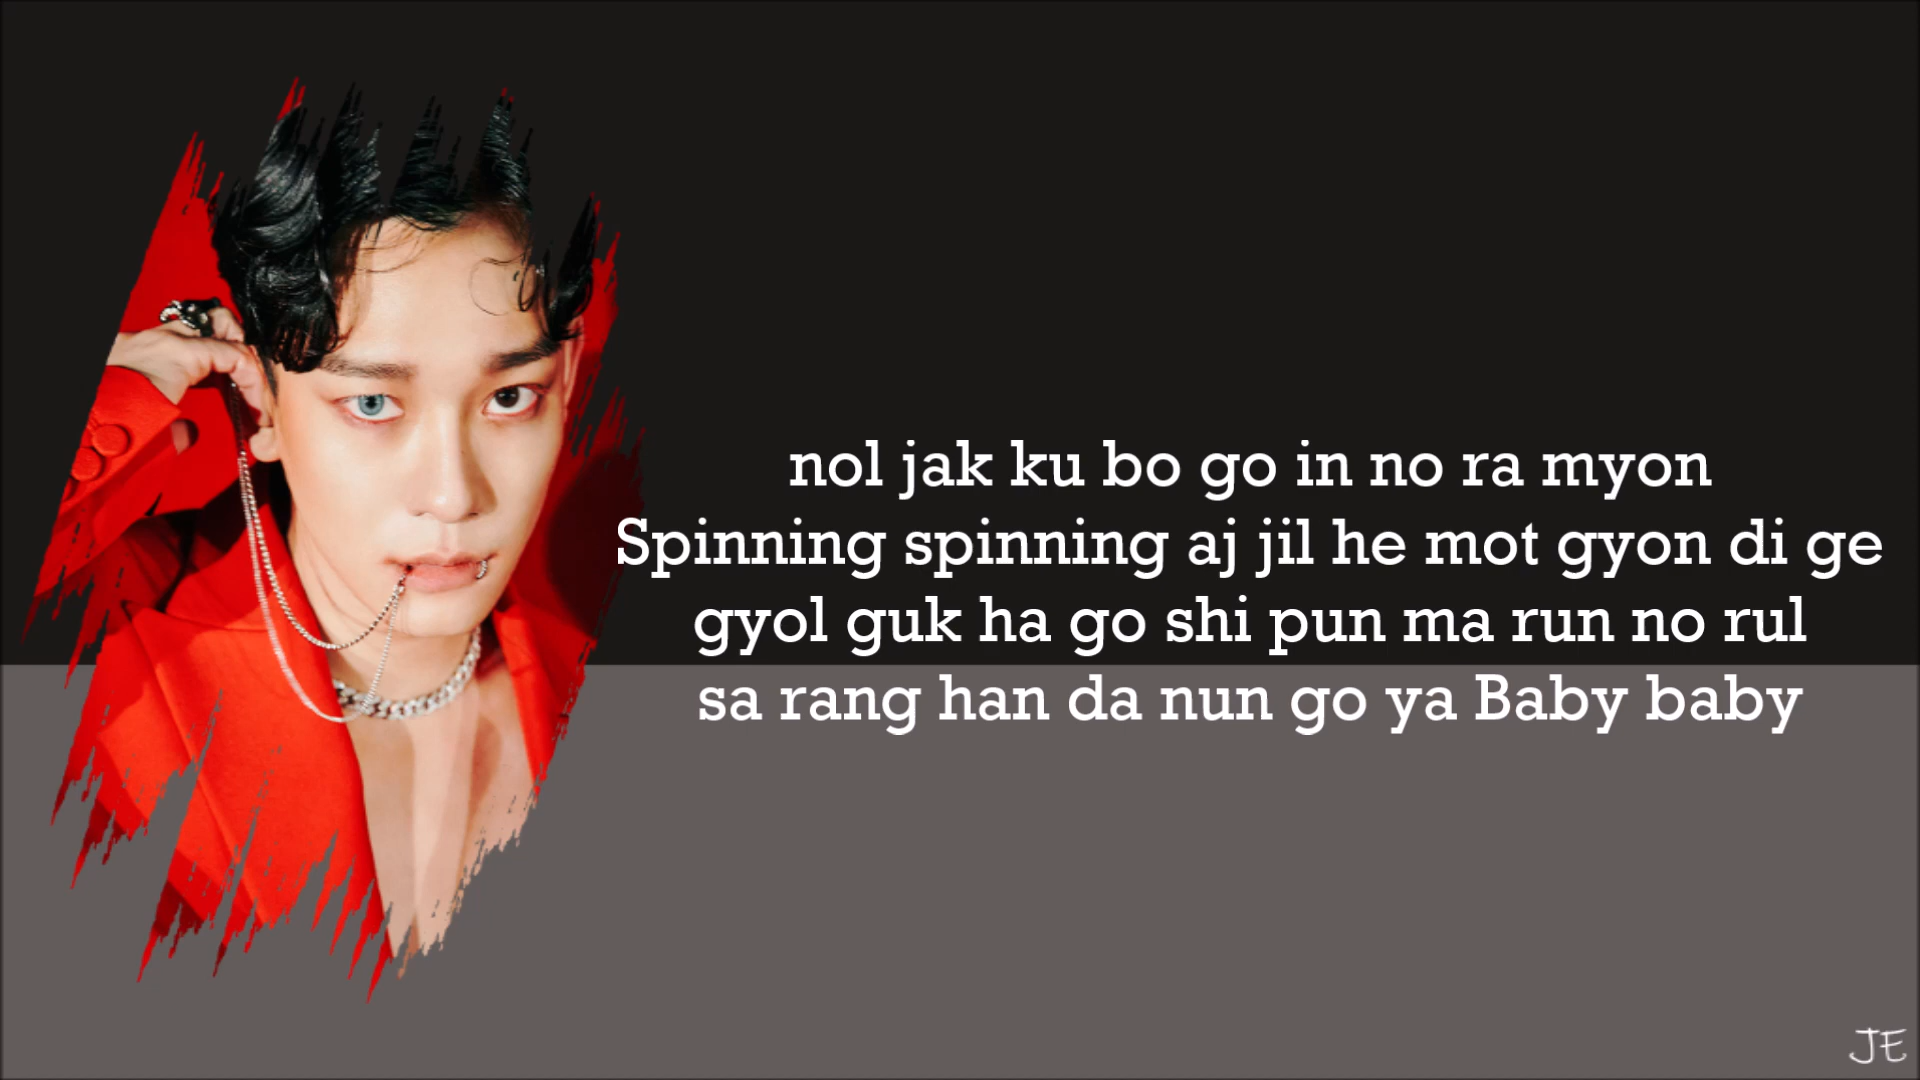 nol jak ku bo go in no ra myon
Spinning spinning aj jil he mot gyon di ge
gyol guk ha go shi pun ma run no rul
sa rang han da nun go ya Baby baby
JE